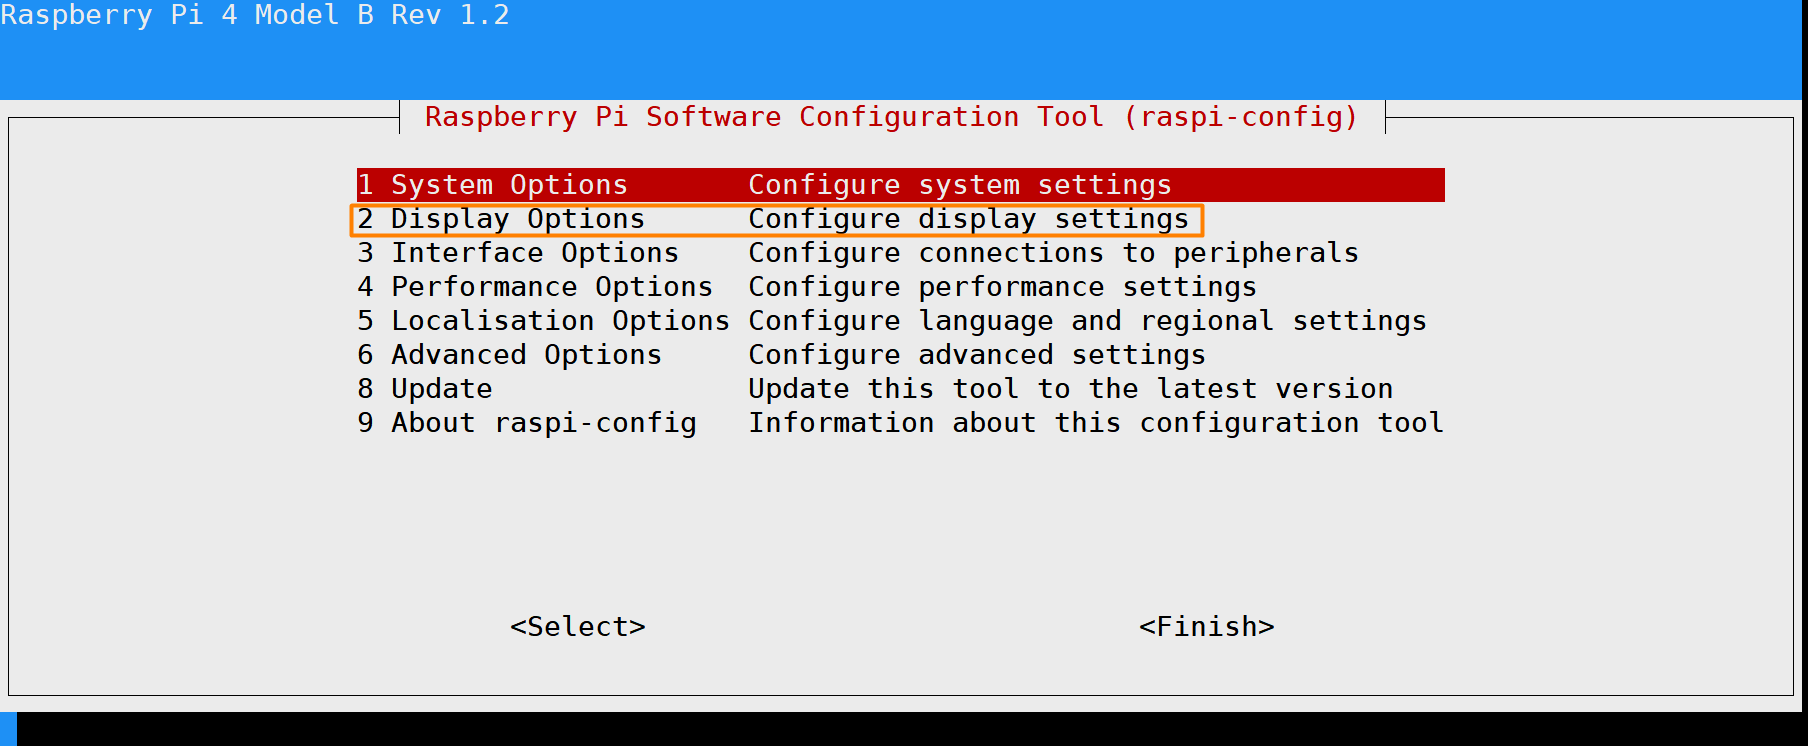 Raspberry Pi 4 Model B Rev 1.2
Raspberry Pi Software Configuration Tool (raspi-config)
1 System Options Configure system settings
2 Display Options Configure display settings
3 Interface Options Configure connections to peripherals
4 Performance Options Configure performance settings
5 Localisation Options Configure language and regional settings
6 Advanced Options Configure advanced settings
8 Update Update this tool to the latest version
9 About raspi-config Information about this configuration tool
<Select> <Finish>